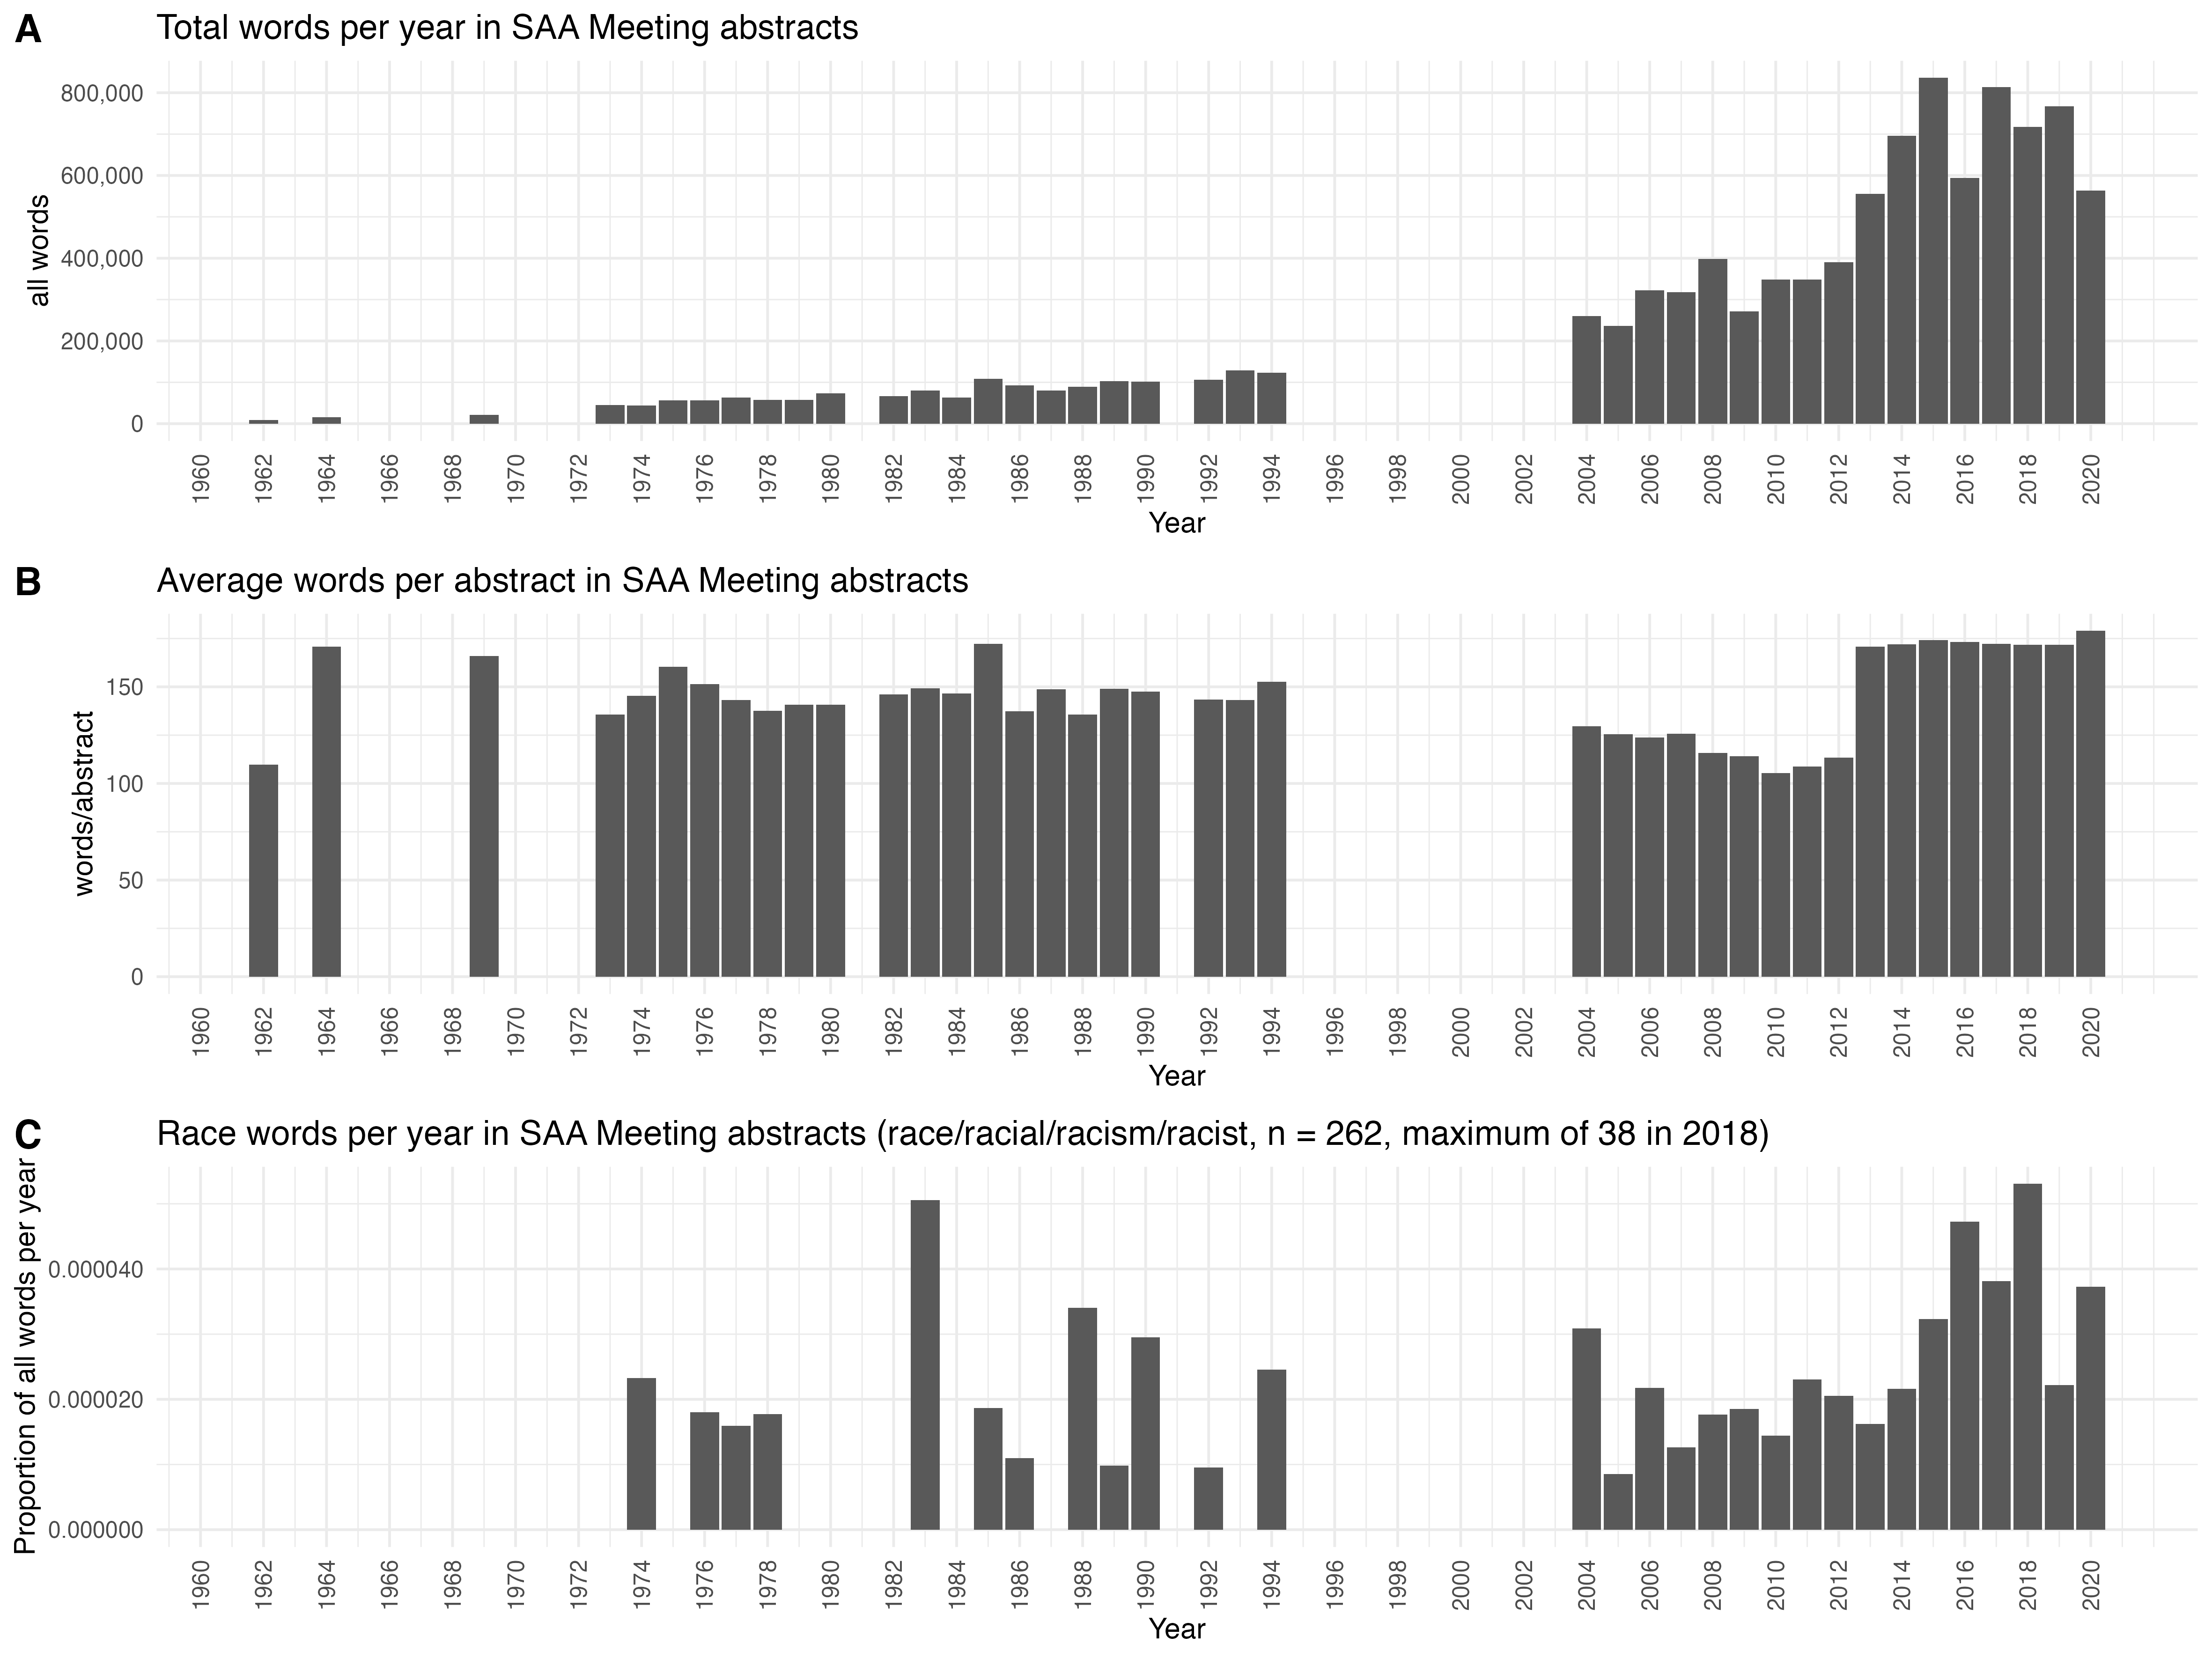 A Total words per year in SAA Meeting abstracts
all words
800,000
600,000
400,000
200,000
0
1960 1962 1964 1966 1968 1970 1972 1974 1976 1978 1980 1982 1984 1986 1988 1990 1992 1994 1996 1998 2000 2002 2004 2006 2008 2010 2012 2014 2016 2018 2020
Year
B Average words per abstract in SAA Meeting abstracts
words/abstract
150
100
50
0
1960 1962 1964 1966 1968 1970 1972 1974 1976 1978 1980 1982 1984 1986 1988 1990 1992 1994 1996 1998 2000 2002 2004 2006 2008 2010 2012 2014 2016 2018 2020
Year
C Race words per year in SAA Meeting abstracts (race/racial/racism/racist, n = 262, maximum of 38 in 2018)
Proportion of all words per year
0.000040
0.000020
0.000000
1960 1962 1964 1966 1968 1970 1972 1974 1976 1978 1980 1982 1984 1986 1988 1990 1992 1994 1996 1998 2000 2002 2004 2006 2008 2010 2012 2014 2016 2018 2020
Year